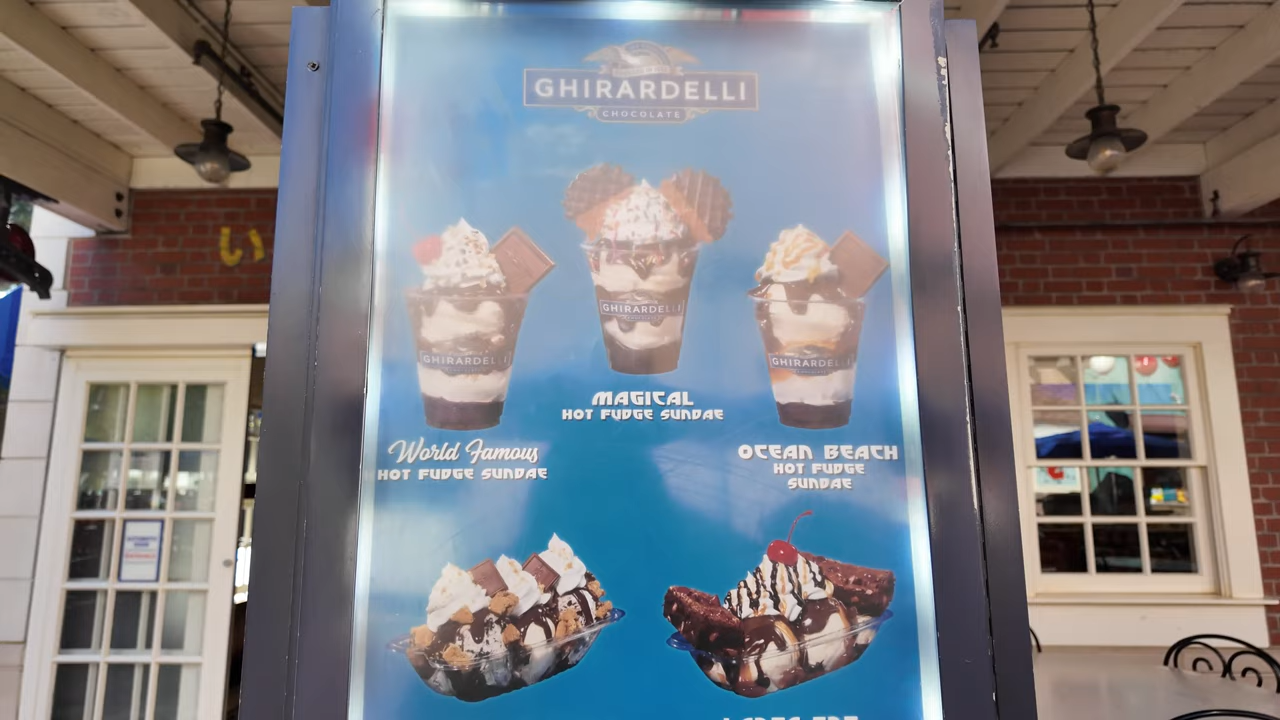 GHIRARDELLI
CHOCOLATE
GHIRARDELLI
GHIRARDELLI
GHIRARDELLI
MAGICAL
HOT FUDGE SUNDAE
World Famous
HOT FUDGE SUNDAE
OCEAN BEACH
HOT FUDGE
SUNDAE